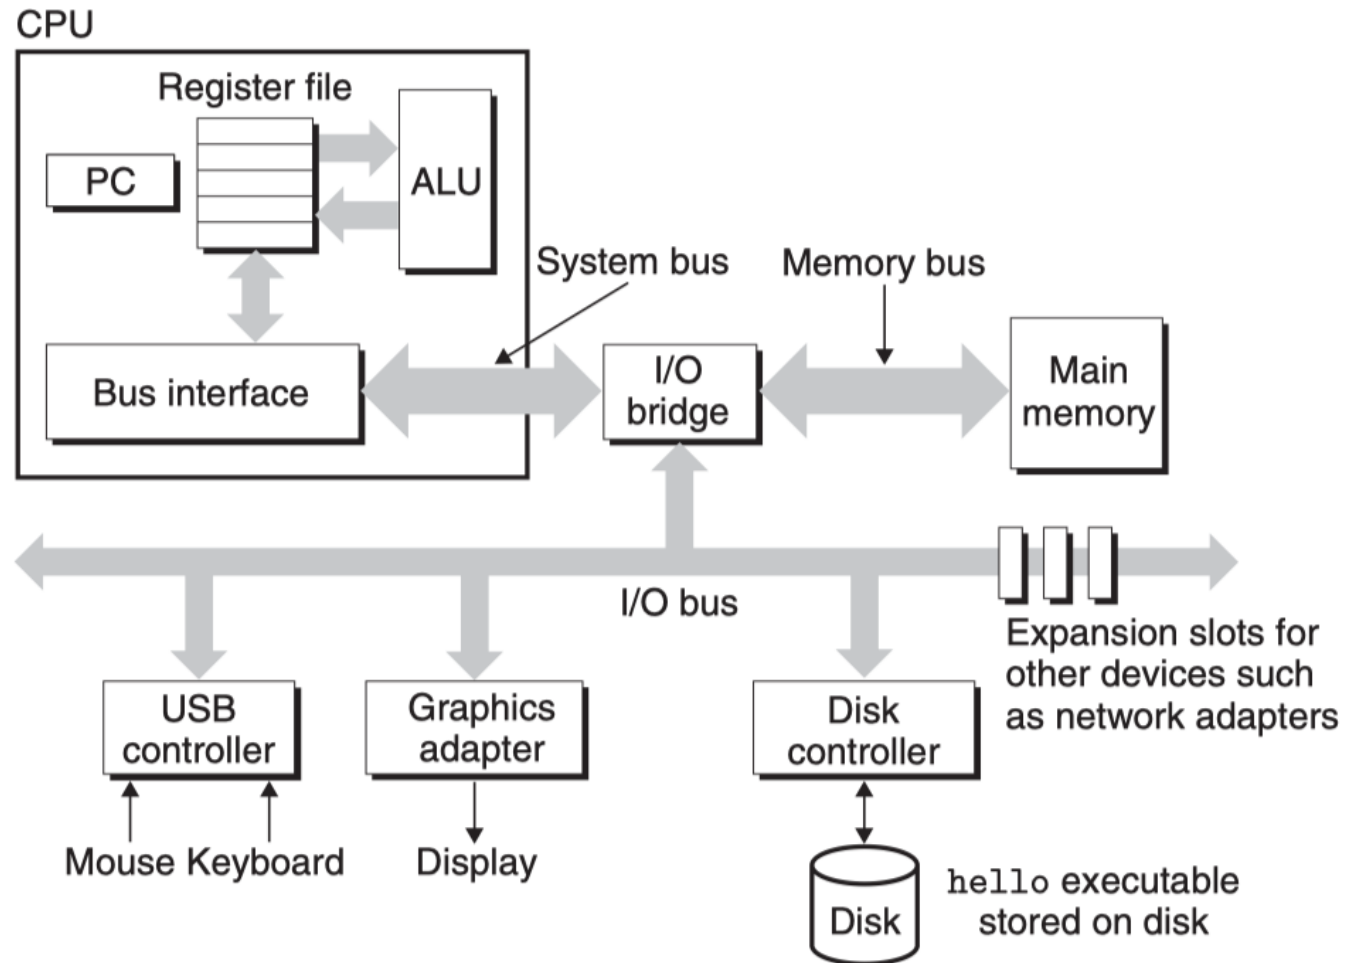 CPU
Register file
PC
ALU
System bus
Memory bus
Bus interface
I/O
bridge
Main
memory
I/O bus
Expansion slots for
other devices such
as network adapters
USB
controller
Graphics
adapter
Disk
controller
Mouse Keyboard
Display
Disk
hello executable
stored on disk